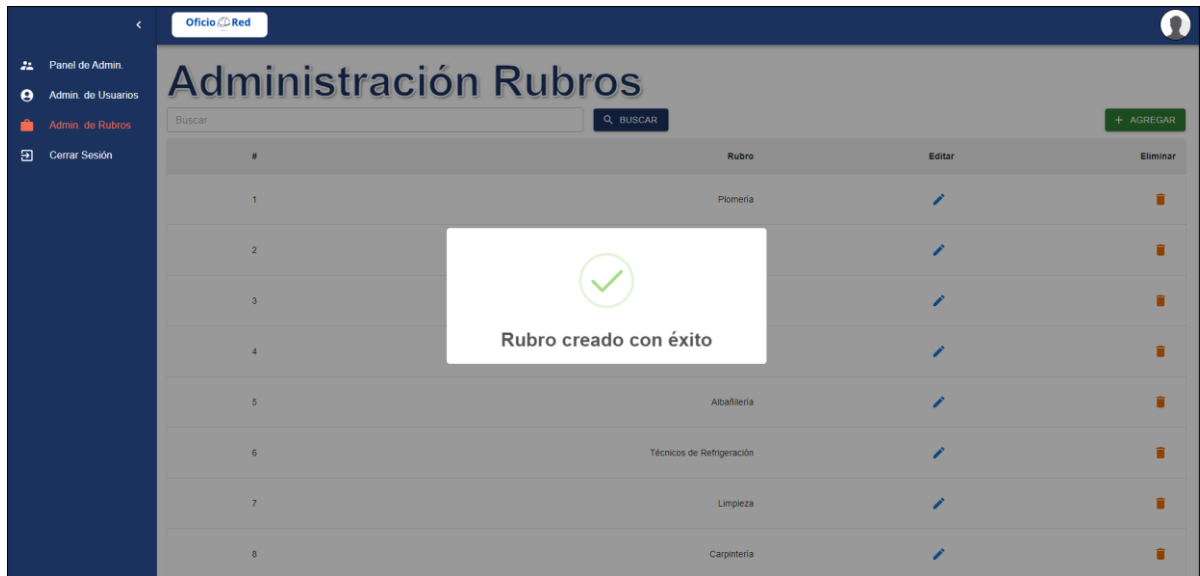 Oficio Red
Panel de Admin.
Admin. de Usuarios
Admin. de Rubros
Cerrar Sesión
Administración Rubros
Buscar
BUSCAR
+ AGREGAR
# Rubro Editar Eliminar
1 Plomería
2
3
4
Rubro creado con éxito
5 Albañilería
6 Técnicos de Refrigeración
7 Limpieza
8 Carpintería